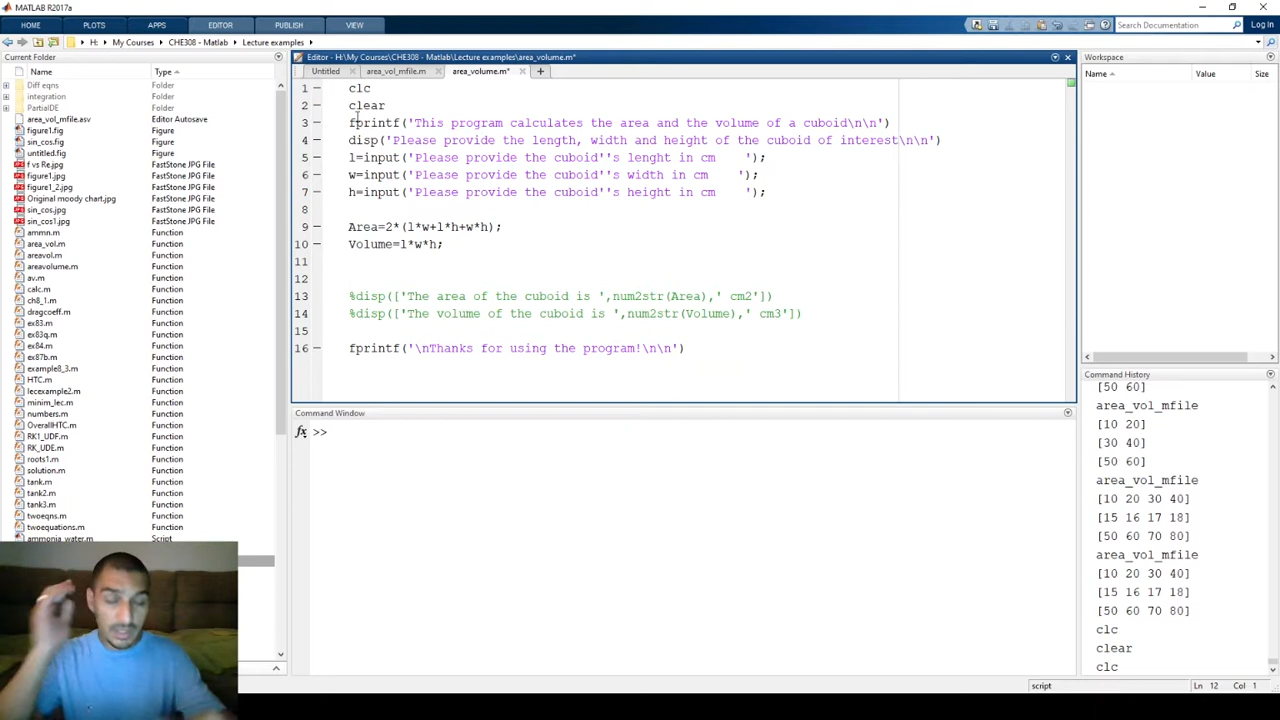 MATLAB R2017a
HOME PLOTS APPS EDITOR PUBLISH VIEW Search Documentation Log In
H: My Courses CHE308 - Matlab Lecture examples
Current Folder
Name Type
Diff eqns Folder
integration Folder
PartialDE Folder
area_vol_mfile.asv Editor Autosave
figure1.fig Figure
sin_cos.fig Figure
untitled.fig Figure
f vs Re.jpg FastStone JPG File
figure1.jpg FastStone JPG File
figure1_2.jpg FastStone JPG File
Original moody chart.jpg FastStone JPG File
sin_cos.jpg FastStone JPG File
sin_cos1.jpg FastStone JPG File
ammn.m Function
area_vol.m Function
areavol.m Function
areavolume.m Function
av.m Function
calc.m Function
ch8_1.m Function
dragcoeff.m Function
ex83.m Function
ex83q.m Function
ex84.m Function
ex87b.m Function
example8_3.m Function
HTC.m Function
lecexample2.m Function
minim_lec.m Function
numbers.m Function
OverallHTC.m Function
RK1_UDF.m Function
RK_UDE.m Function
roots1.m Function
solution.m Function
tank.m Function
tank2.m Function
tank3.m Function
twoeqns.m Function
twoequations.m Function
ammonia_water.m Script
Editor - H:\My Courses\CHE308 - Matlab\Lecture examples\area_volume.m*
Untitled area_vol_mfile.m area_volume.m*
1 clc
2 clear
3 fprintf('This program calculates the area and the volume of a cuboid\n\n')
4 disp('Please provide the length, width and height of the cuboid of interest\n\n')
5 l=input('Please provide the cuboid''s lenght in cm    ');
6 w=input('Please provide the cuboid''s width in cm    ');
7 h=input('Please provide the cuboid''s height in cm    ');
8
9 Area=2*(l*w+l*h+w*h);
10 Volume=l*w*h;
11
12
13 %disp(['The area of the cuboid is ',num2str(Area),' cm2'])
14 %disp(['The volume of the cuboid is ',num2str(Volume),' cm3'])
15
16 fprintf('\nThanks for using the program!\n\n')
Command Window
fx >>
Workspace
Name Value
Command History
[50 60]
area_vol_mfile
[10 20]
[30 40]
[50 60]
area_vol_mfile
[10 20 30 40]
[15 16 17 18]
[50 60 70 80]
area_vol_mfile
[10 20 30 40]
[15 16 17 18]
[50 60 70 80]
clc
clear
clc
script Ln 12 Col 1